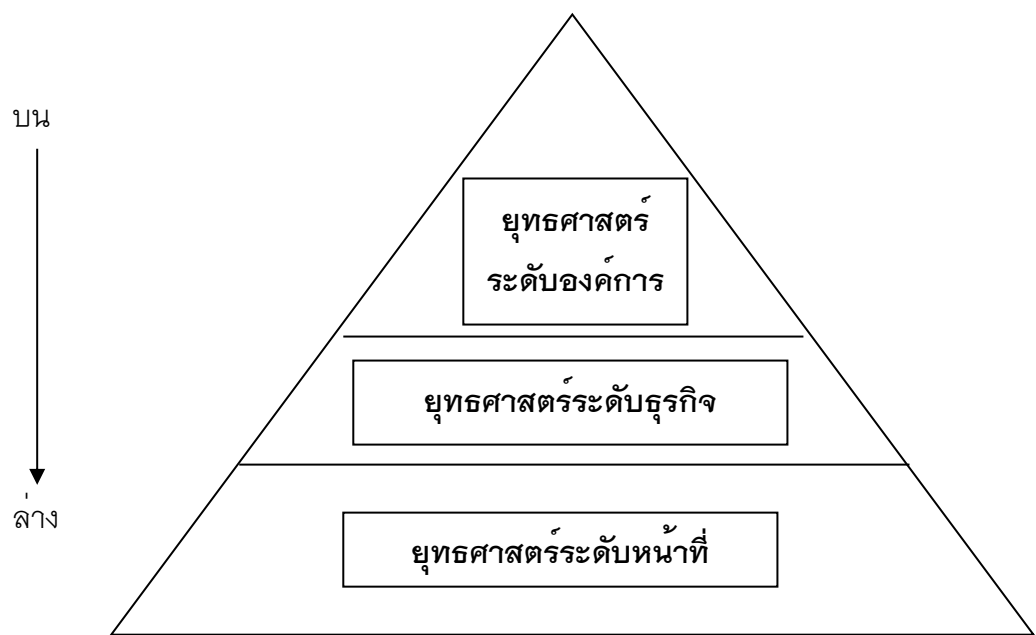 บน
ยุทธศาสตร์
ระดับองค์การ
ยุทธศาสตร์ระดับธุรกิจ
ล่าง
ยุทธศาสตร์ระดับหน้าที่